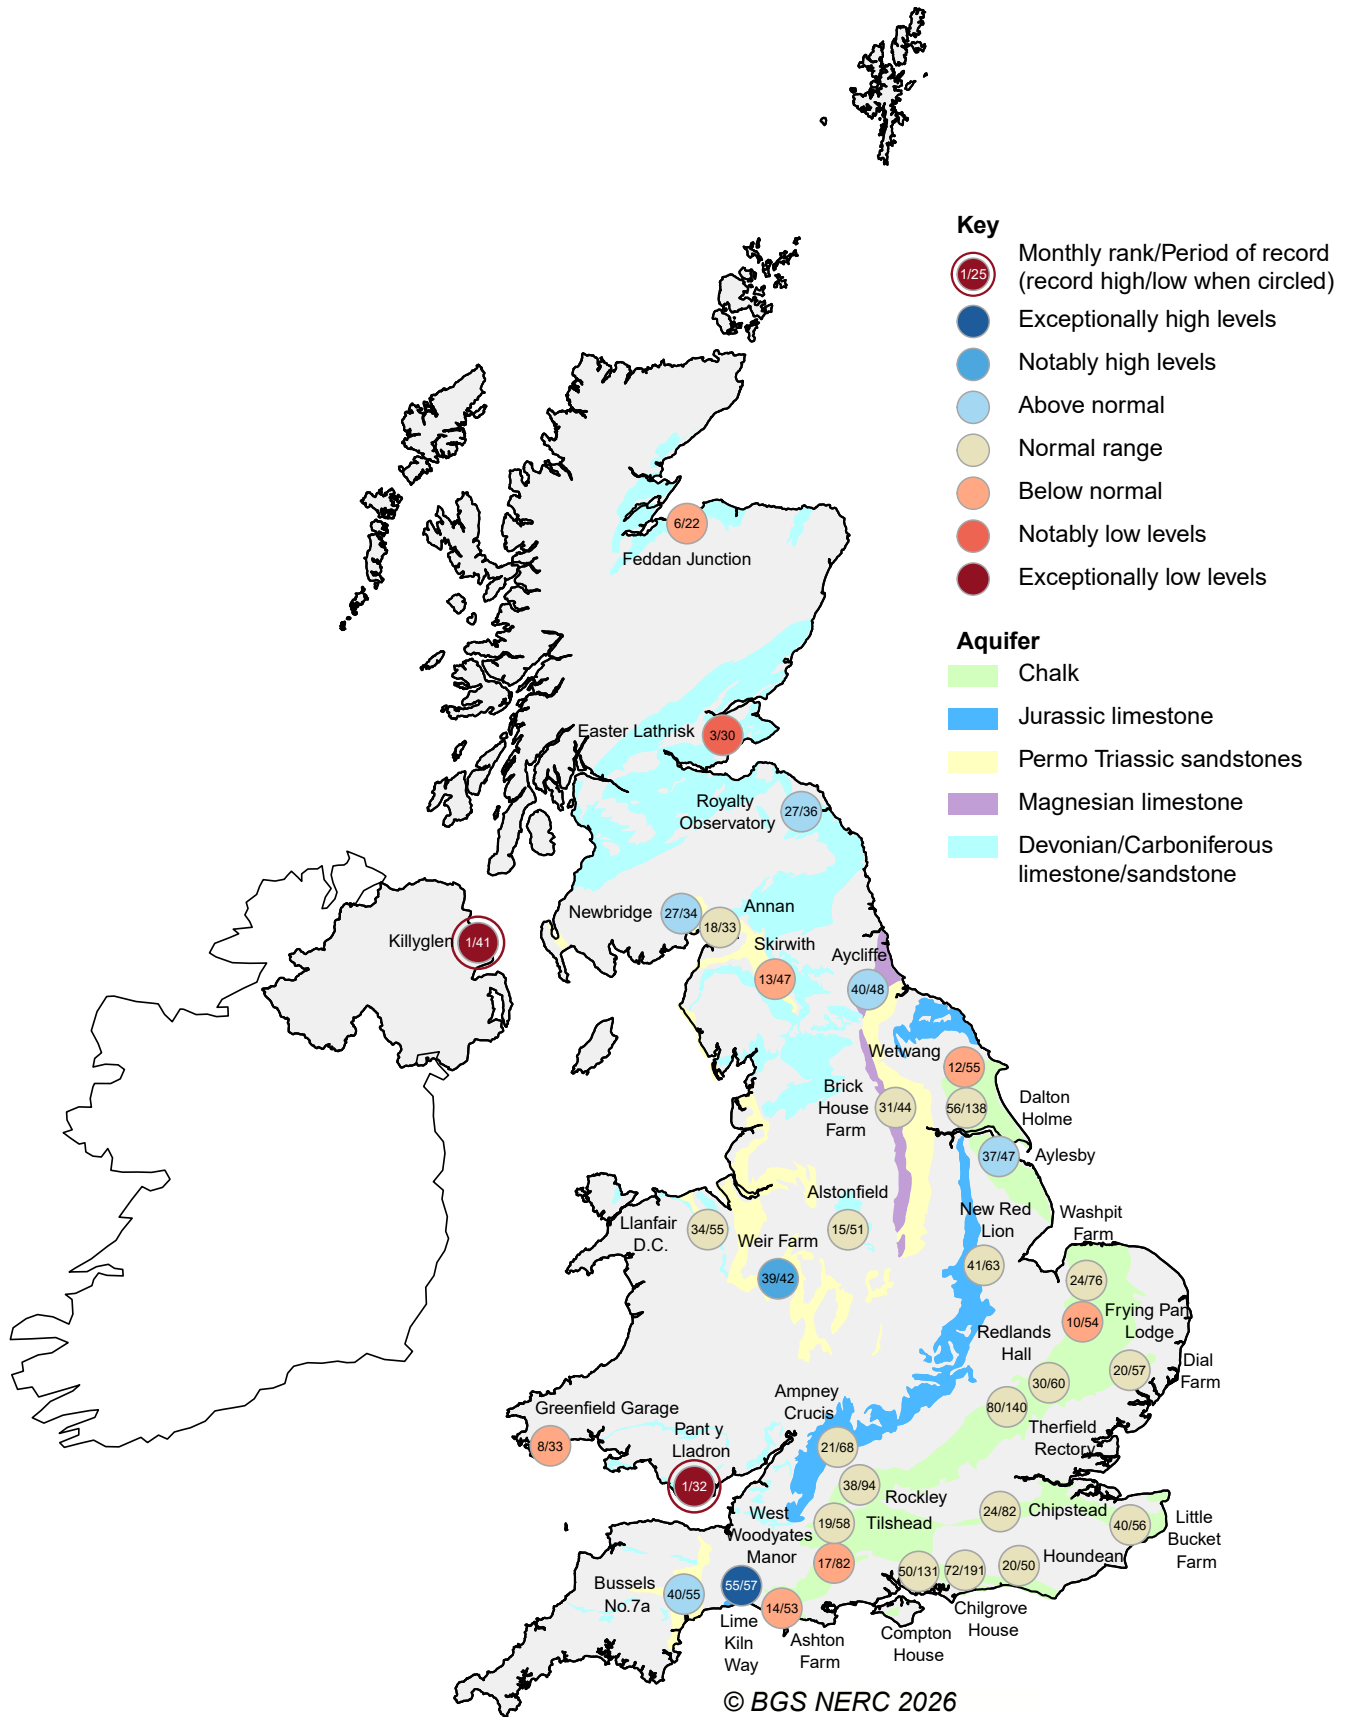 Key
1/25
Monthly rank/Period of record
(record high/low when circled)
Exceptionally high levels
Notably high levels
Above normal
Normal range
Below normal
Notably low levels
Exceptionally low levels
Aquifer
Chalk
Jurassic limestone
Permo Triassic sandstones
Magnesian limestone
Devonian/Carboniferous
limestone/sandstone
6/22
Feddan Junction
Easter Lathrisk
3/30
Royalty
Observatory
27/36
Newbridge
27/34
Annan
18/33
Killyglen
1/41
Skirwith
13/47
Aycliffe
40/48
Wetwang
12/55
Brick
House
Farm
31/44
56/138
Dalton
Holme
37/47
Aylesby
Alstonfield
15/51
Llanfair
D.C.
34/55
Weir Farm
39/42
New Red
Lion
41/63
Washpit
Farm
24/76
10/54
Frying Pan
Lodge
Redlands
Hall
30/60
20/57
Dial
Farm
80/140
Therfield
Rectory
Ampney
Crucis
21/68
Greenfield Garage
8/33
Pant y
Lladron
1/32
38/94
Rockley
24/82
Chipstead
40/56
Little
Bucket
Farm
19/58
Tilshead
West
Woodyates
Manor
17/82
50/131
72/191
20/50
Houndean
Chilgrove
House
Compton
House
Bussels
No.7a
40/55
55/57
Lime
Kiln
Way
14/53
Ashton
Farm
© BGS NERC 2026